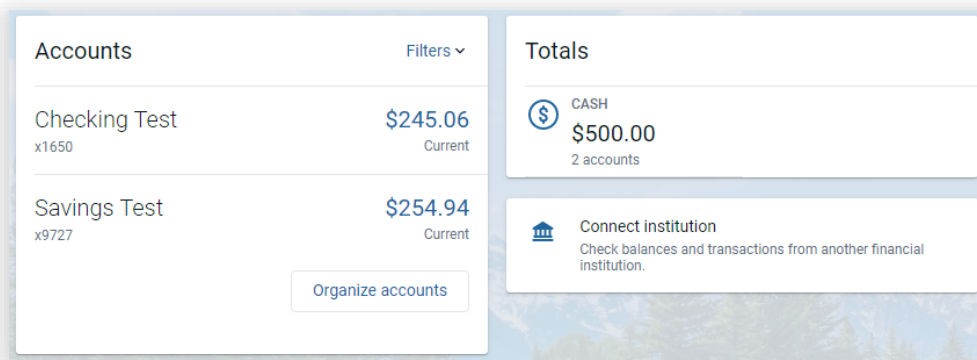 Accounts
Filters
Checking Test
$245.06
x1650
Current
Savings Test
$254.94
x9727
Current
Organize accounts
Totals
CASH
$500.00
2 accounts
Connect institution
Check balances and transactions from another financial
institution.